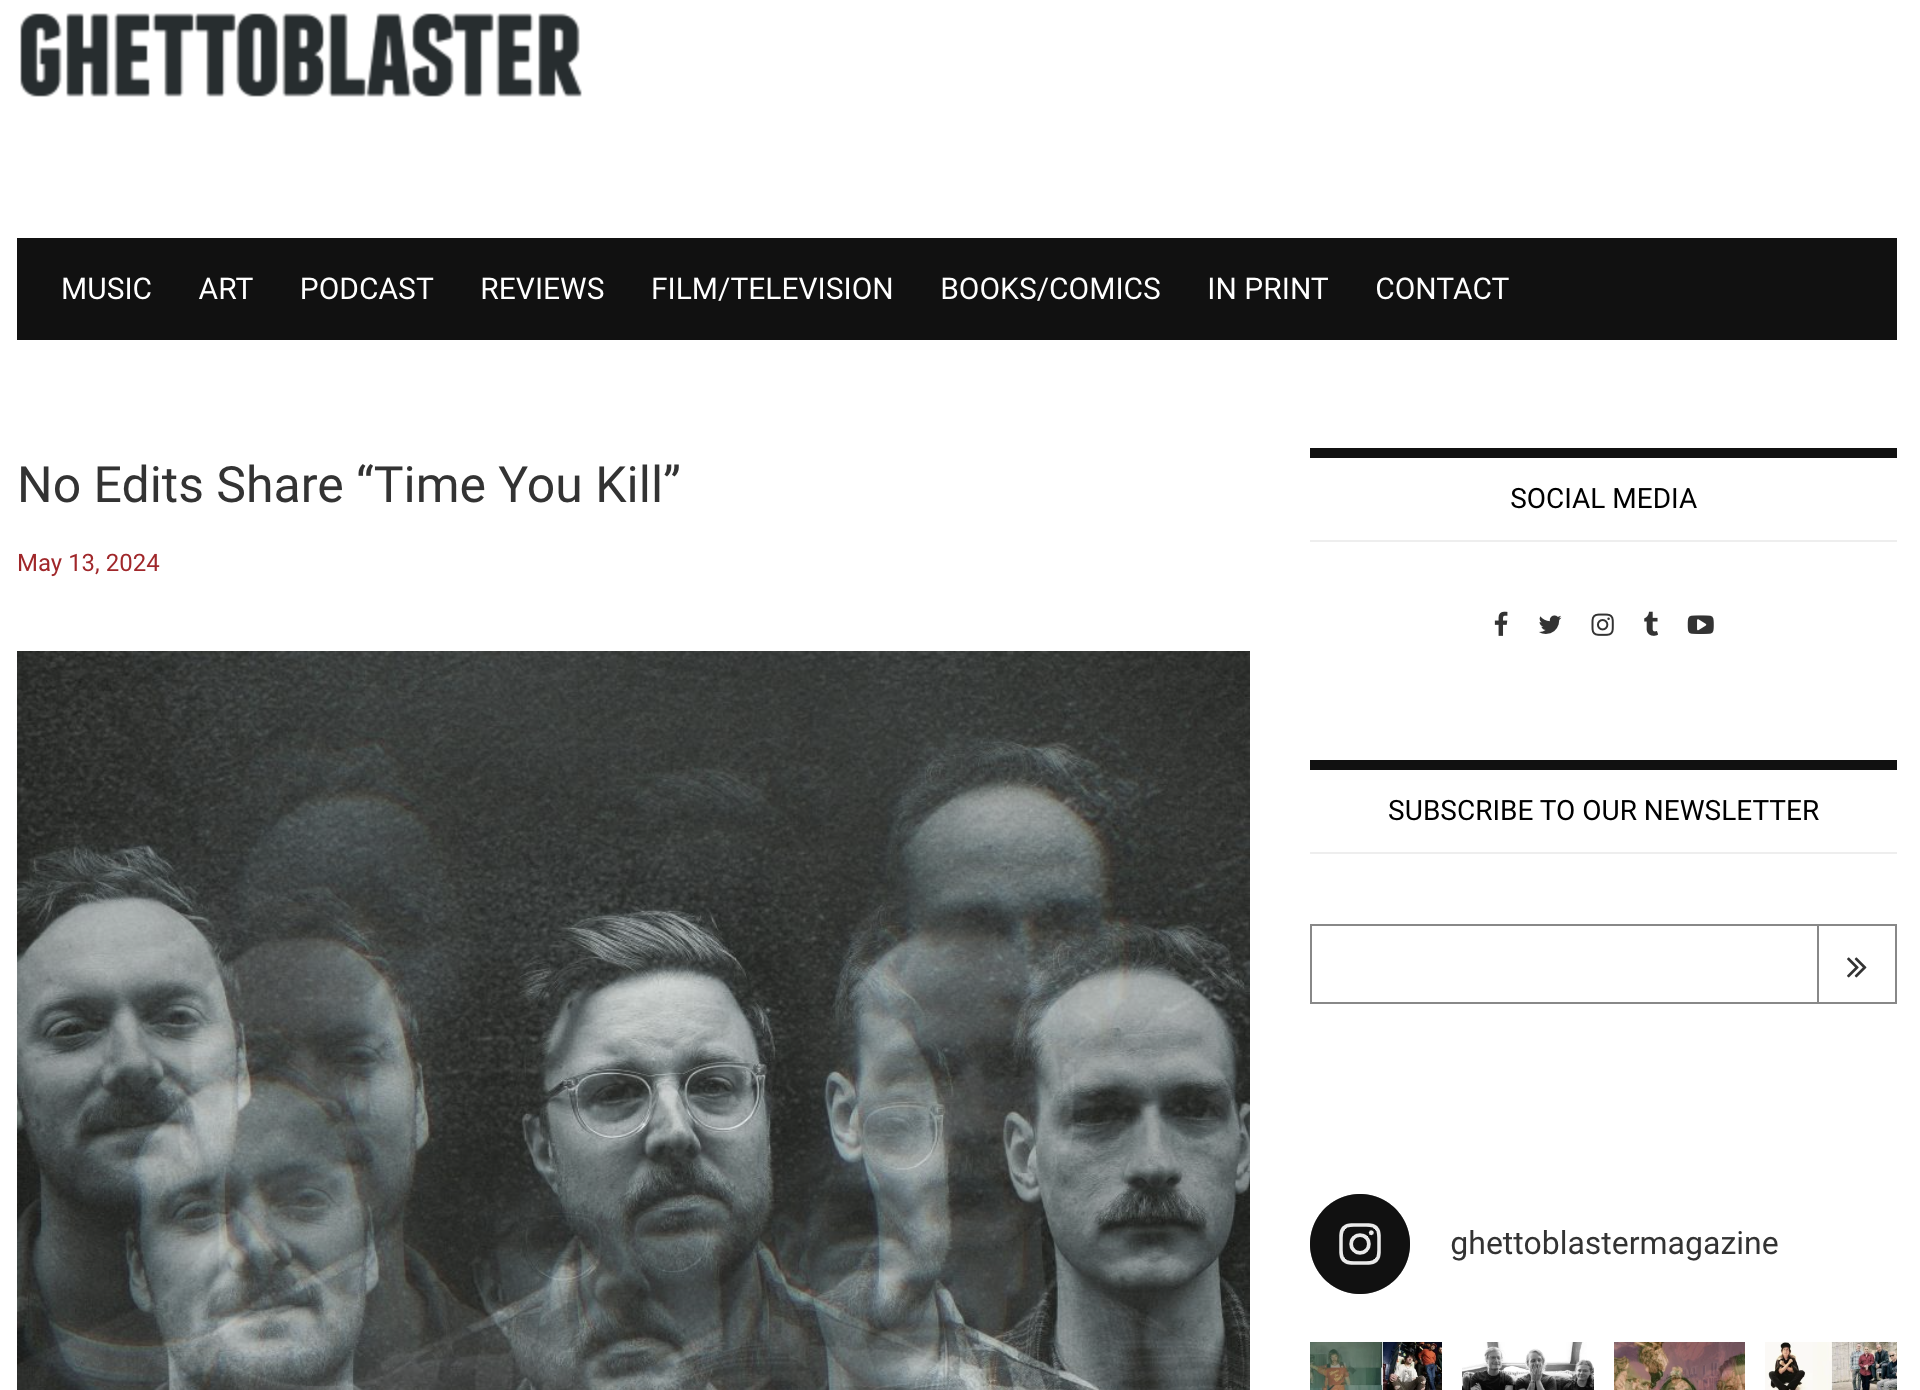 GHETTOBLASTER
MUSIC ART PODCAST REVIEWS FILM/TELEVISION BOOKS/COMICS IN PRINT CONTACT
No Edits Share “Time You Kill”
May 13, 2024
SOCIAL MEDIA
SUBSCRIBE TO OUR NEWSLETTER
ghettoblastermagazine